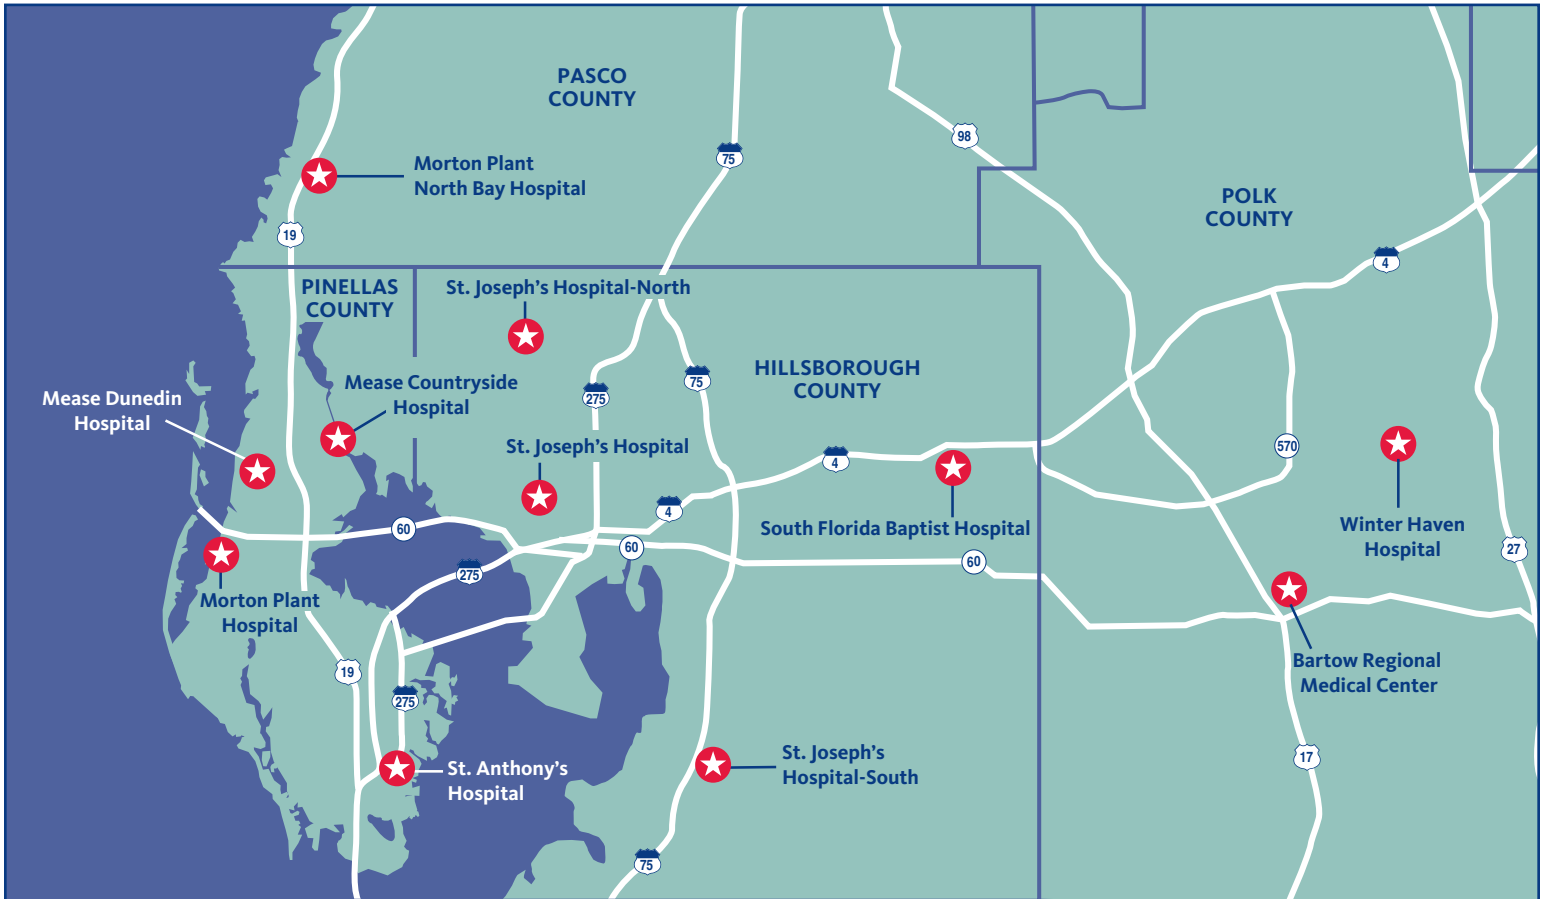 PASCO
COUNTY
98
75
Morton Plant
North Bay Hospital
POLK
COUNTY
19
4
PINELLAS
COUNTY
St. Joseph's Hospital-North
HILLSBOROUGH
COUNTY
75
275
Mease Countryside
Hospital
Mease Dunedin
Hospital
St. Joseph's Hospital
570
4
4
South Florida Baptist Hospital
Winter Haven
Hospital
60
60
27
60
275
Morton Plant
Hospital
Bartow Regional
Medical Center
19
275
St. Anthony's
Hospital
St. Joseph's
Hospital-South
17
75